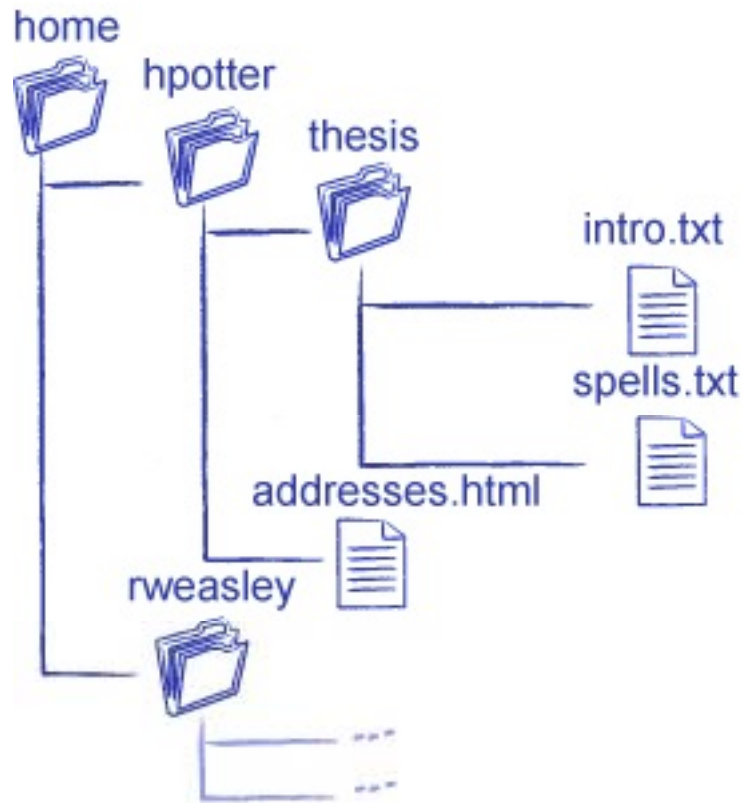 home
hpotter
thesis
intro.txt
spells.txt
addresses.html
rweasley